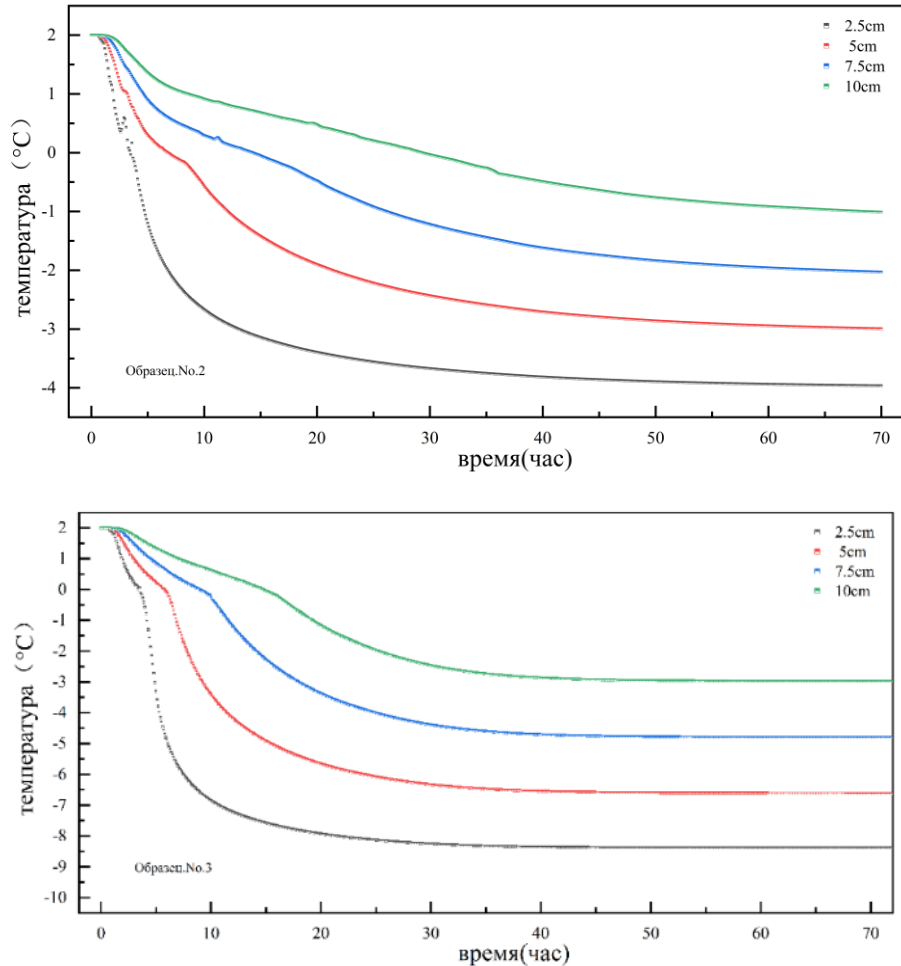 2.5cm
5cm
7.5cm
10cm
2
1
0
-1
-2
-3
-4
температура（°C）
Образец.No.2
0 10 20 30 40 50 60 70
время(час)
2.5cm
5cm
7.5cm
10cm
2
1
0
-1
-2
-3
-4
-5
-6
-7
-8
-9
-10
температура（°C）
Образец.No.3
0 10 20 30 40 50 60 70
время(час)